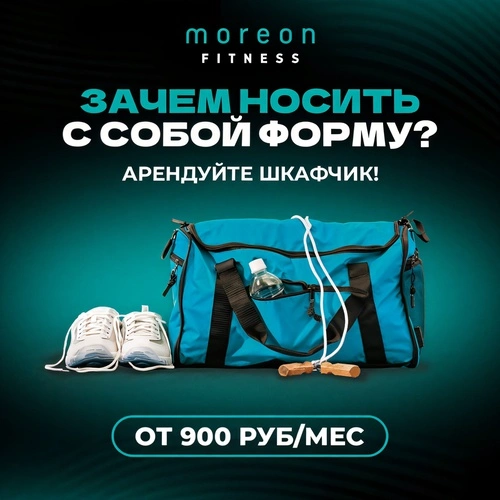 moreon
FITNESS
ЗАЧЕМ НОСИТЬ
С СОБОЙ ФОРМУ?
АРЕНДУЙТЕ ШКАФЧИК!
ОТ 900 РУБ/МЕС